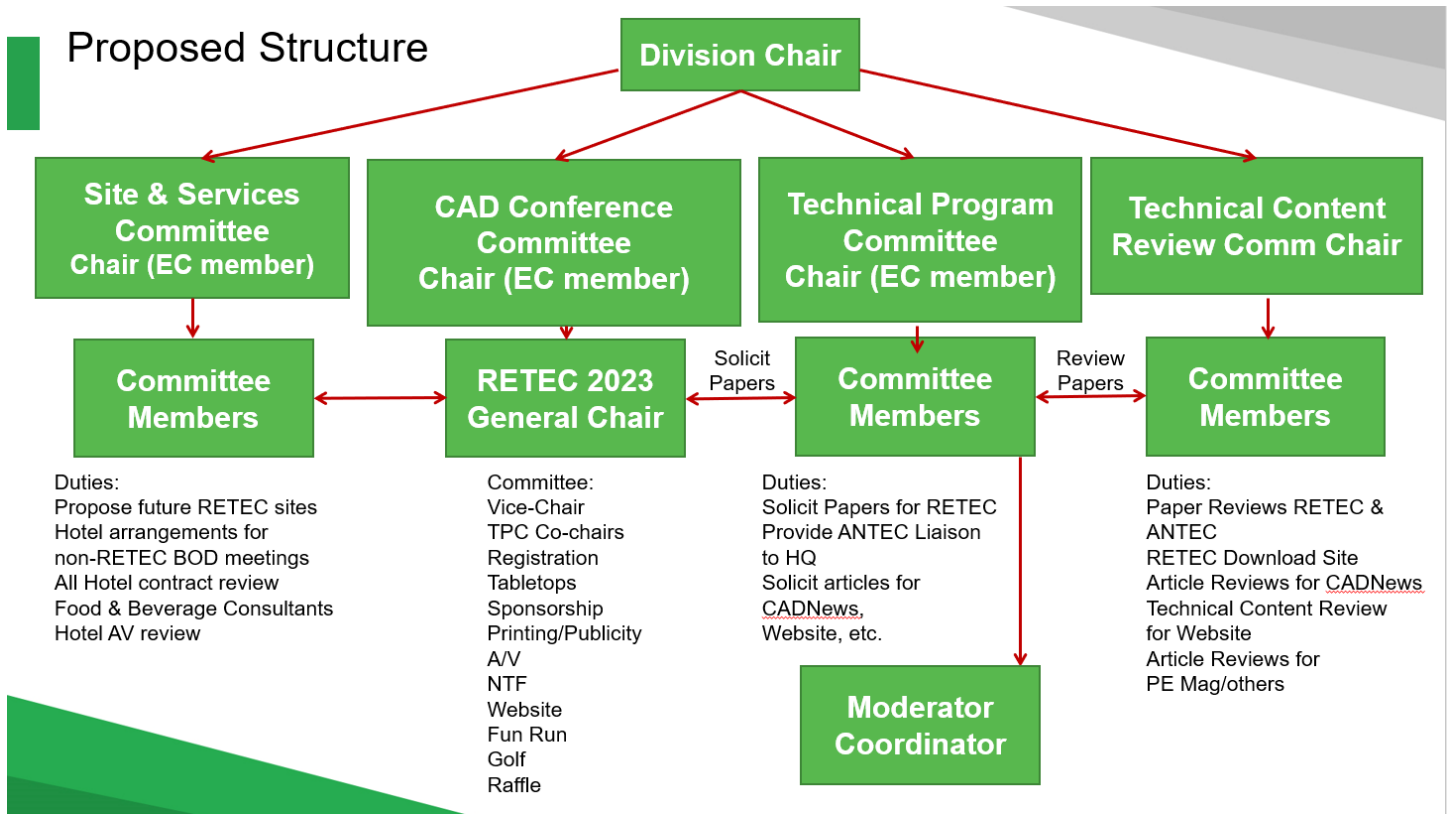 Proposed Structure
Division Chair
Site & Services
Committee
Chair (EC member)
CAD Conference
Committee
Chair (EC member)
Technical Program
Committee
Chair (EC member)
Technical Content
Review Comm Chair
Committee
Members
RETEC 2023
General Chair
Solicit
Papers
Committee
Members
Review
Papers
Committee
Members
Duties:
Propose future RETEC sites
Hotel arrangements for
non-RETEC BOD meetings
All Hotel contract review
Food & Beverage Consultants
Hotel AV review
Committee:
Vice-Chair
TPC Co-chairs
Registration
Tabletops
Sponsorship
Printing/Publicity
A/V
NTF
Website
Fun Run
Golf
Raffle
Duties:
Solicit Papers for RETEC
Provide ANTEC Liaison
to HQ
Solicit articles for
CADNews,
Website, etc.
Duties:
Paper Reviews RETEC &
ANTEC
RETEC Download Site
Article Reviews for CADNews
Technical Content Review
for Website
Article Reviews for
PE Mag/others
Moderator
Coordinator